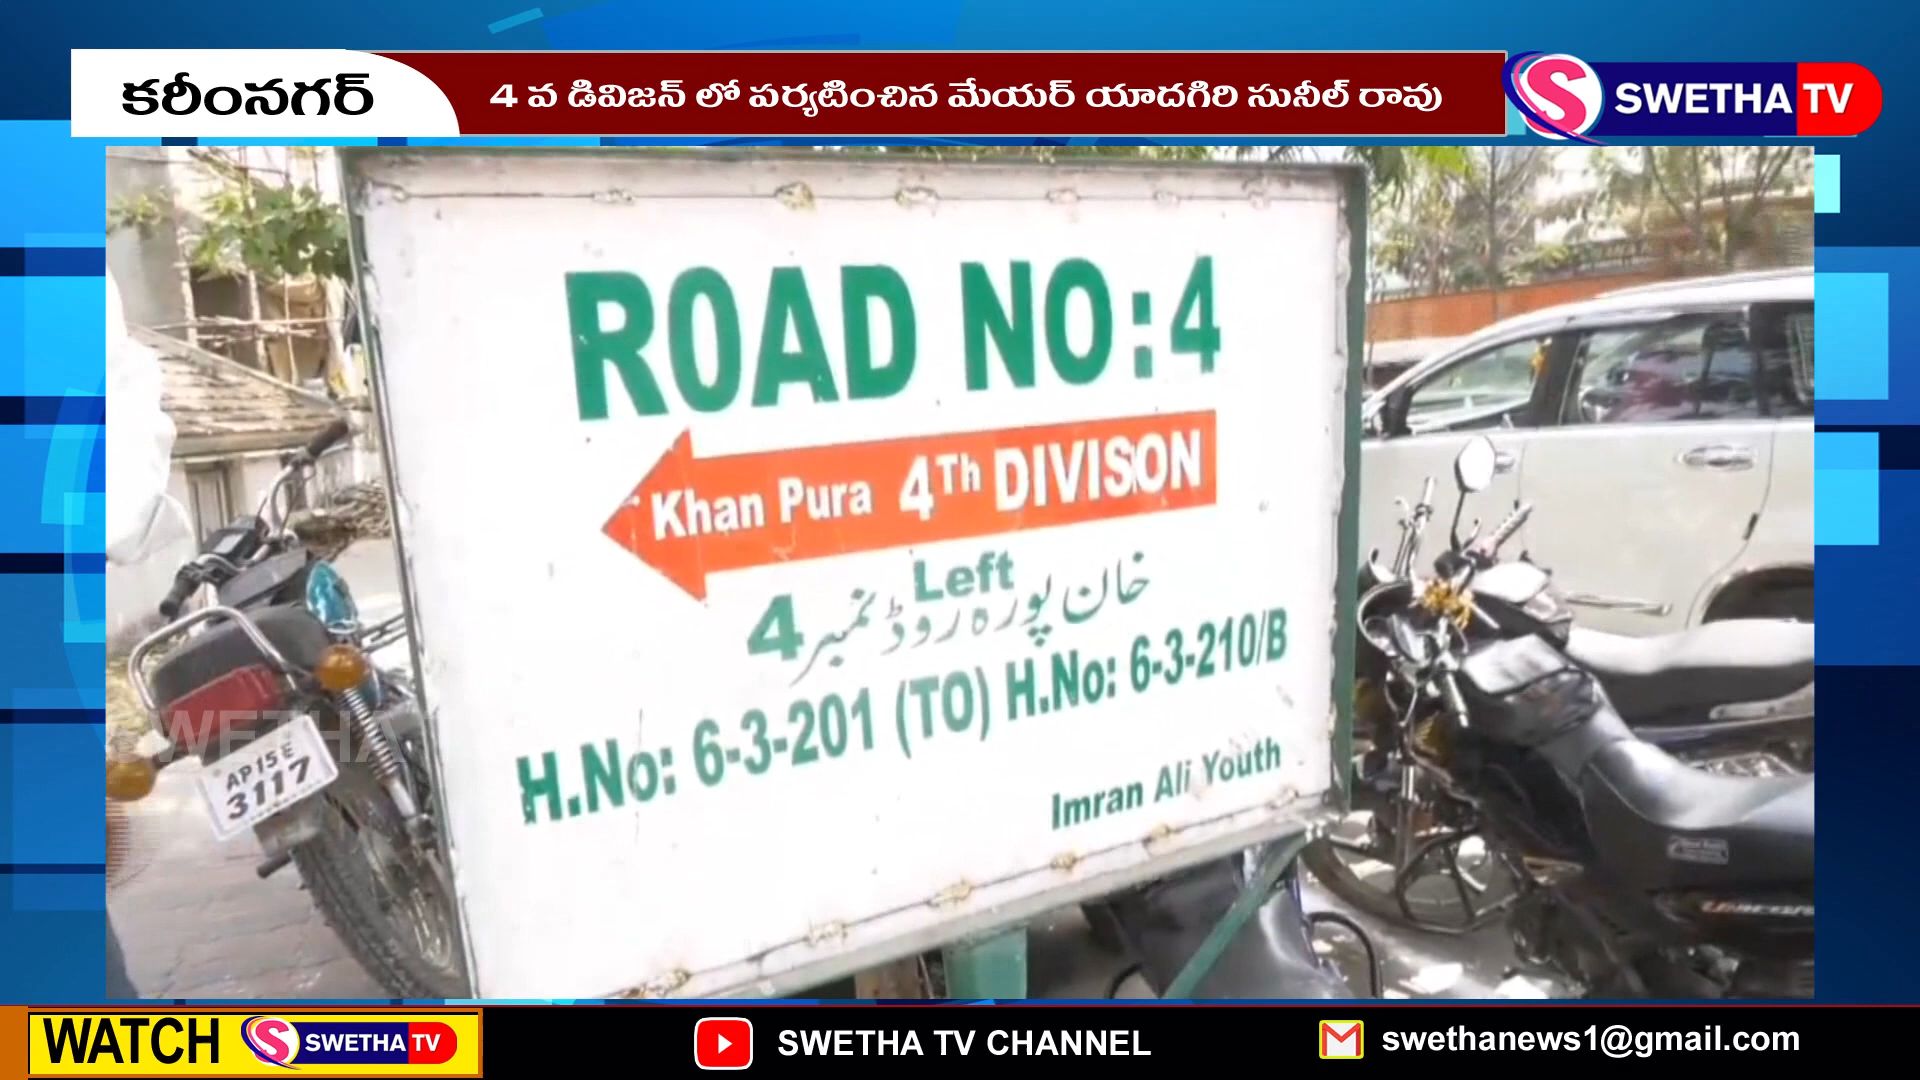 కరీంనగర్
4 వ డివిజన్ లో పర్యటించిన మేయర్ యాదగిరి సునీల్ రావు
SWETHA TV
ROAD NO:4
Khan Pura 4Th DIVISON
Left
خان پورہ روڈ نمبر 4
H.No: 6-3-201 (TO) H.No: 6-3-210/B
Imran Ali Youth
SWETHA
AP15E
3117
WATCH SWETHA TV
SWETHA TV CHANNEL
swethanews1@gmail.com